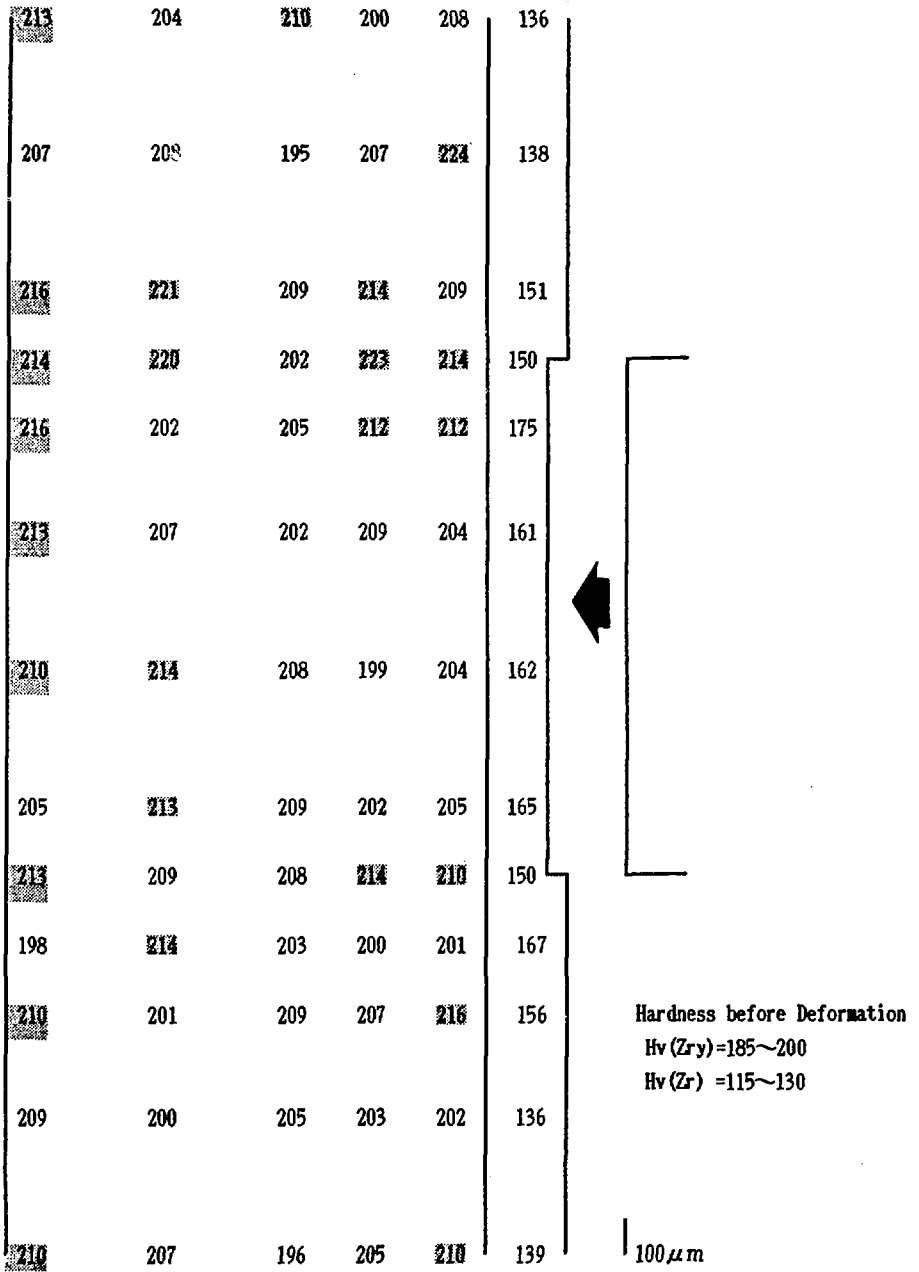 213 204 210 200 208 136
207 208 195 207 224 138
216 221 209 214 209 151
214 220 202 223 214 150
216 202 205 212 212 175
213 207 202 209 204 161
210 214 208 199 204 162
205 213 209 202 205 165
213 209 208 214 210 150
198 214 203 200 201 167
210 201 209 207 216 156
Hardness before Deformation
Hv(Zry)=185～200
Hv(Zr) =115～130
209 200 205 203 202 136
210 207 196 205 210 139
100μm